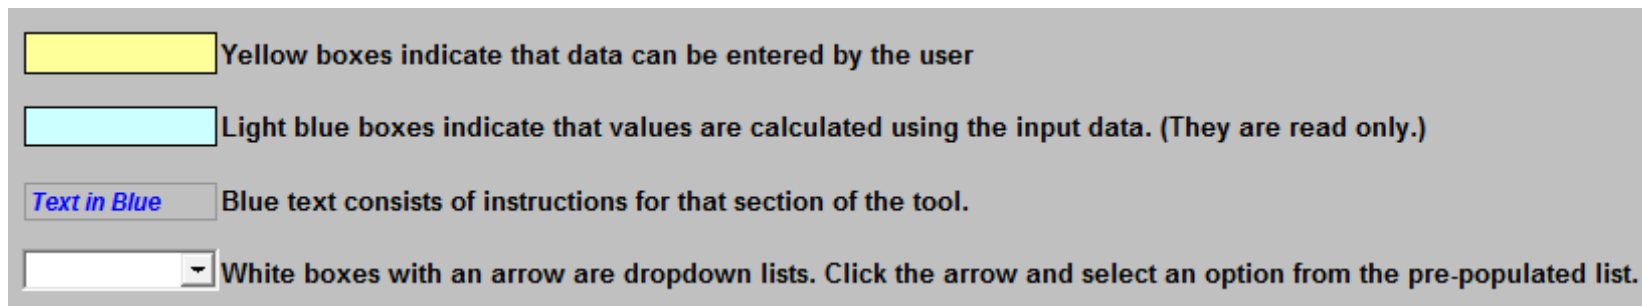 Yellow boxes indicate that data can be entered by the user
Light blue boxes indicate that values are calculated using the input data. (They are read only.)
Text in Blue Blue text consists of instructions for that section of the tool.
White boxes with an arrow are dropdown lists. Click the arrow and select an option from the pre-populated list.